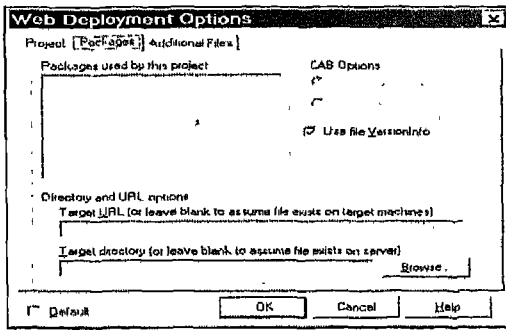 Web Deployment Options
Project Packages Additional Files
Packages used by this project
CAB Options
Use file VersionInfo
Directory and URL options
Target URL (or leave blank to assume file exists on target machines)
Target directory (or leave blank to assume file exists on server)
Browse...
Default
OK Cancel Help